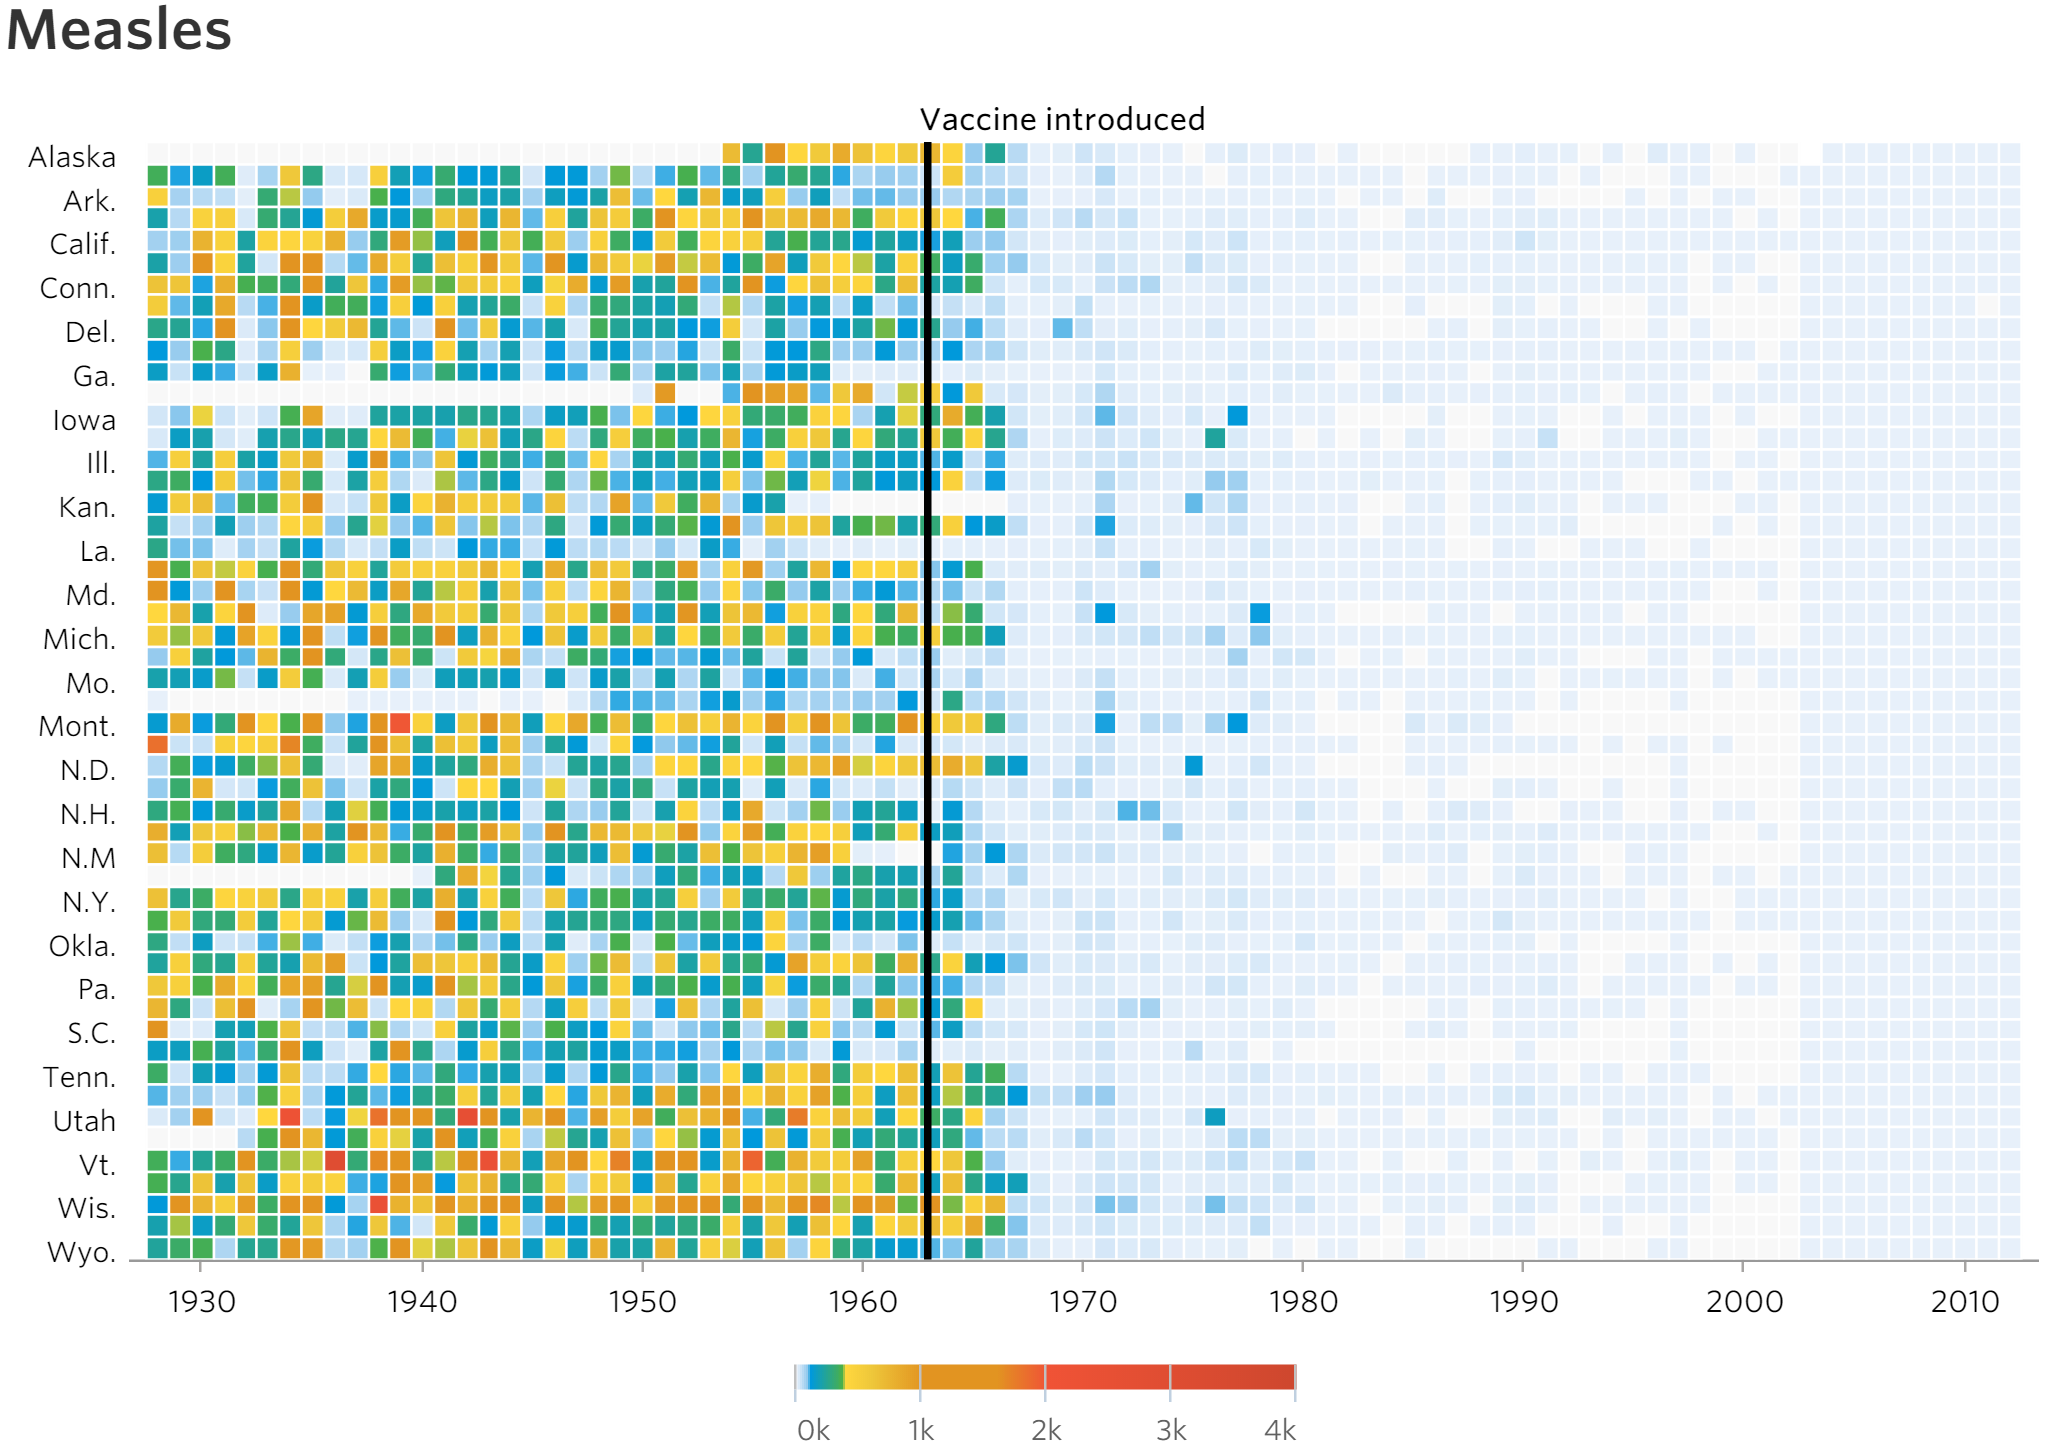 Measles
Vaccine introduced
Alaska
Ark.
Calif.
Conn.
Del.
Ga.
Iowa
Ill.
Kan.
La.
Md.
Mich.
Mo.
Mont.
N.D.
N.H.
N.M
N.Y.
Okla.
Pa.
S.C.
Tenn.
Utah
Vt.
Wis.
Wyo.
1930 1940 1950 1960 1970 1980 1990 2000 2010
0k 1k 2k 3k 4k